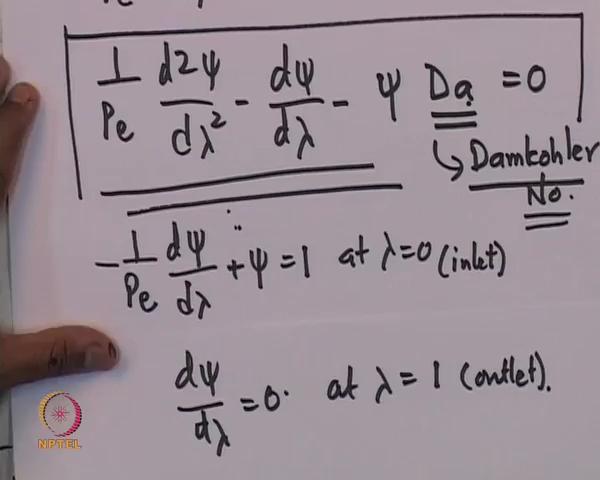 1/Pe d2ψ/dλ² - dψ/dλ - ψ Da = 0
↳ Damkohler
No.
-1/Pe dψ/dλ + ψ = 1 at λ=0 (inlet)
dψ/dλ = 0. at λ = 1 (outlet).
NPTEL